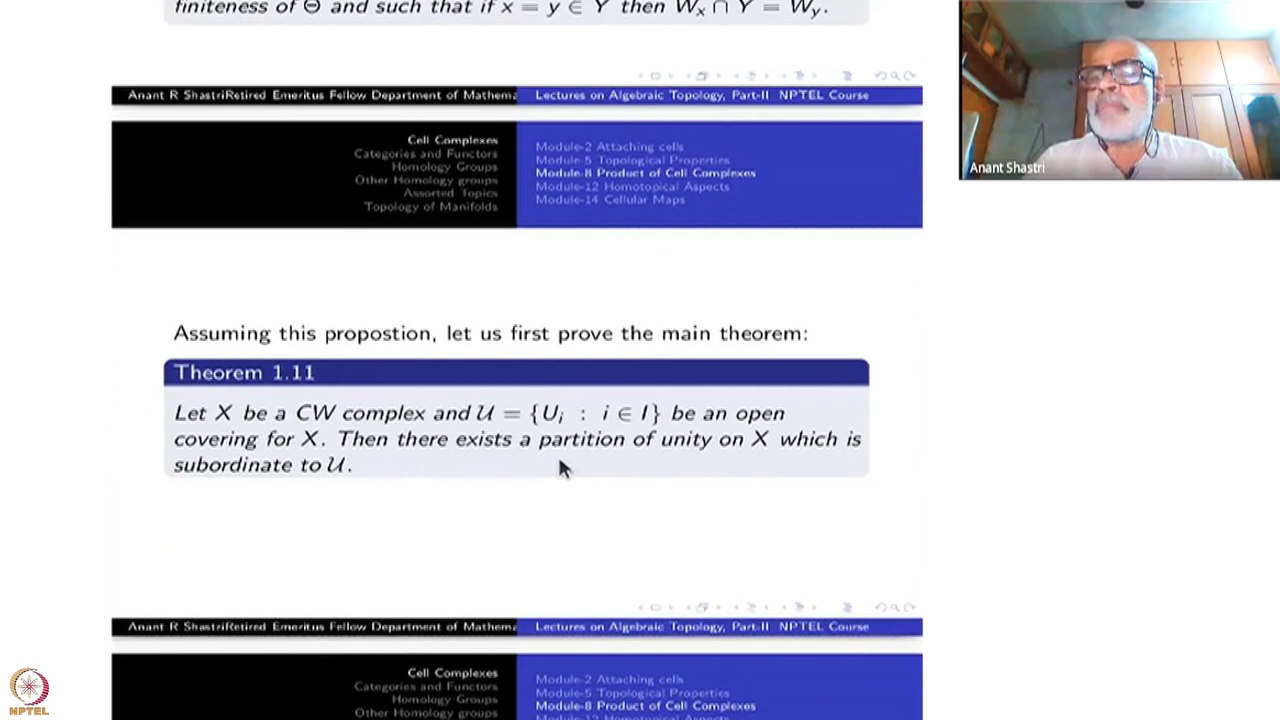 finiteness of Θ and such that if x = y ∈ Y then W_x ∩ Y = W_y.
Anant R ShastriRetired Emeritus Fellow Department of Mathema
Lectures on Algebraic Topology, Part-II NPTEL Course
Cell Complexes
Categories and Functors
Homology Groups
Other Homology groups
Assorted Topics
Topology of Manifolds
Module-2 Attaching cells
Module-5 Topological Properties
Module-8 Product of Cell Complexes
Module-12 Homotopical Aspects
Module-14 Cellular Maps
Anant Shastri
Assuming this propostion, let us first prove the main theorem:
Theorem 1.11
Let X be a CW complex and 𝒰 = {U_i : i ∈ I} be an open
covering for X. Then there exists a partition of unity on X which is
subordinate to 𝒰.
Anant R ShastriRetired Emeritus Fellow Department of Mathema
Lectures on Algebraic Topology, Part-II NPTEL Course
Cell Complexes
Categories and Functors
Homology Groups
Other Homology groups
Module-2 Attaching cells
Module-5 Topological Properties
Module-8 Product of Cell Complexes
Module-12 Homotopical Aspects
NPTEL